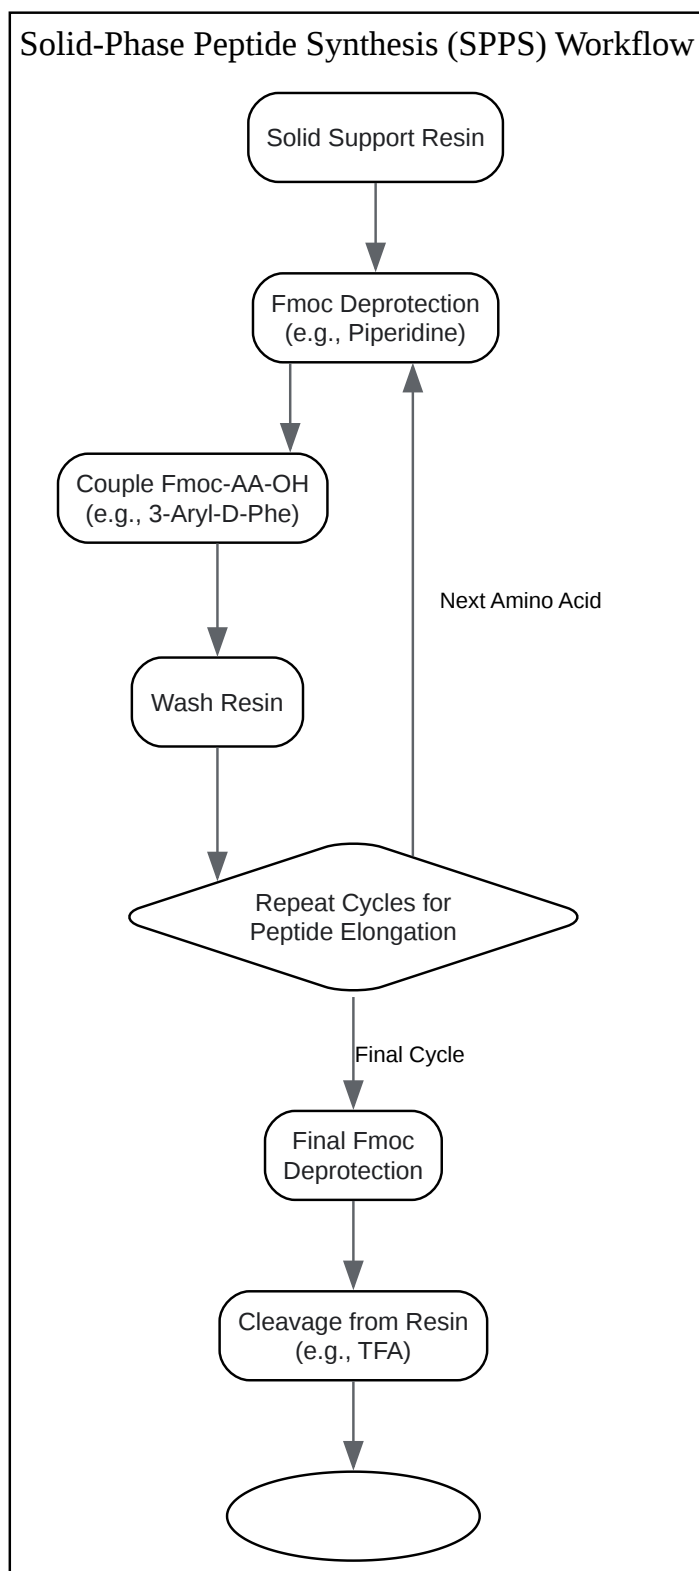 Solid-Phase Peptide Synthesis (SPPS) Workflow
Solid Support Resin
Fmoc Deprotection
(e.g., Piperidine)
Couple Fmoc-AA-OH
(e.g., 3-Aryl-D-Phe)
Next Amino Acid
Wash Resin
Repeat Cycles for
Peptide Elongation
Final Cycle
Final Fmoc
Deprotection
Cleavage from Resin
(e.g., TFA)